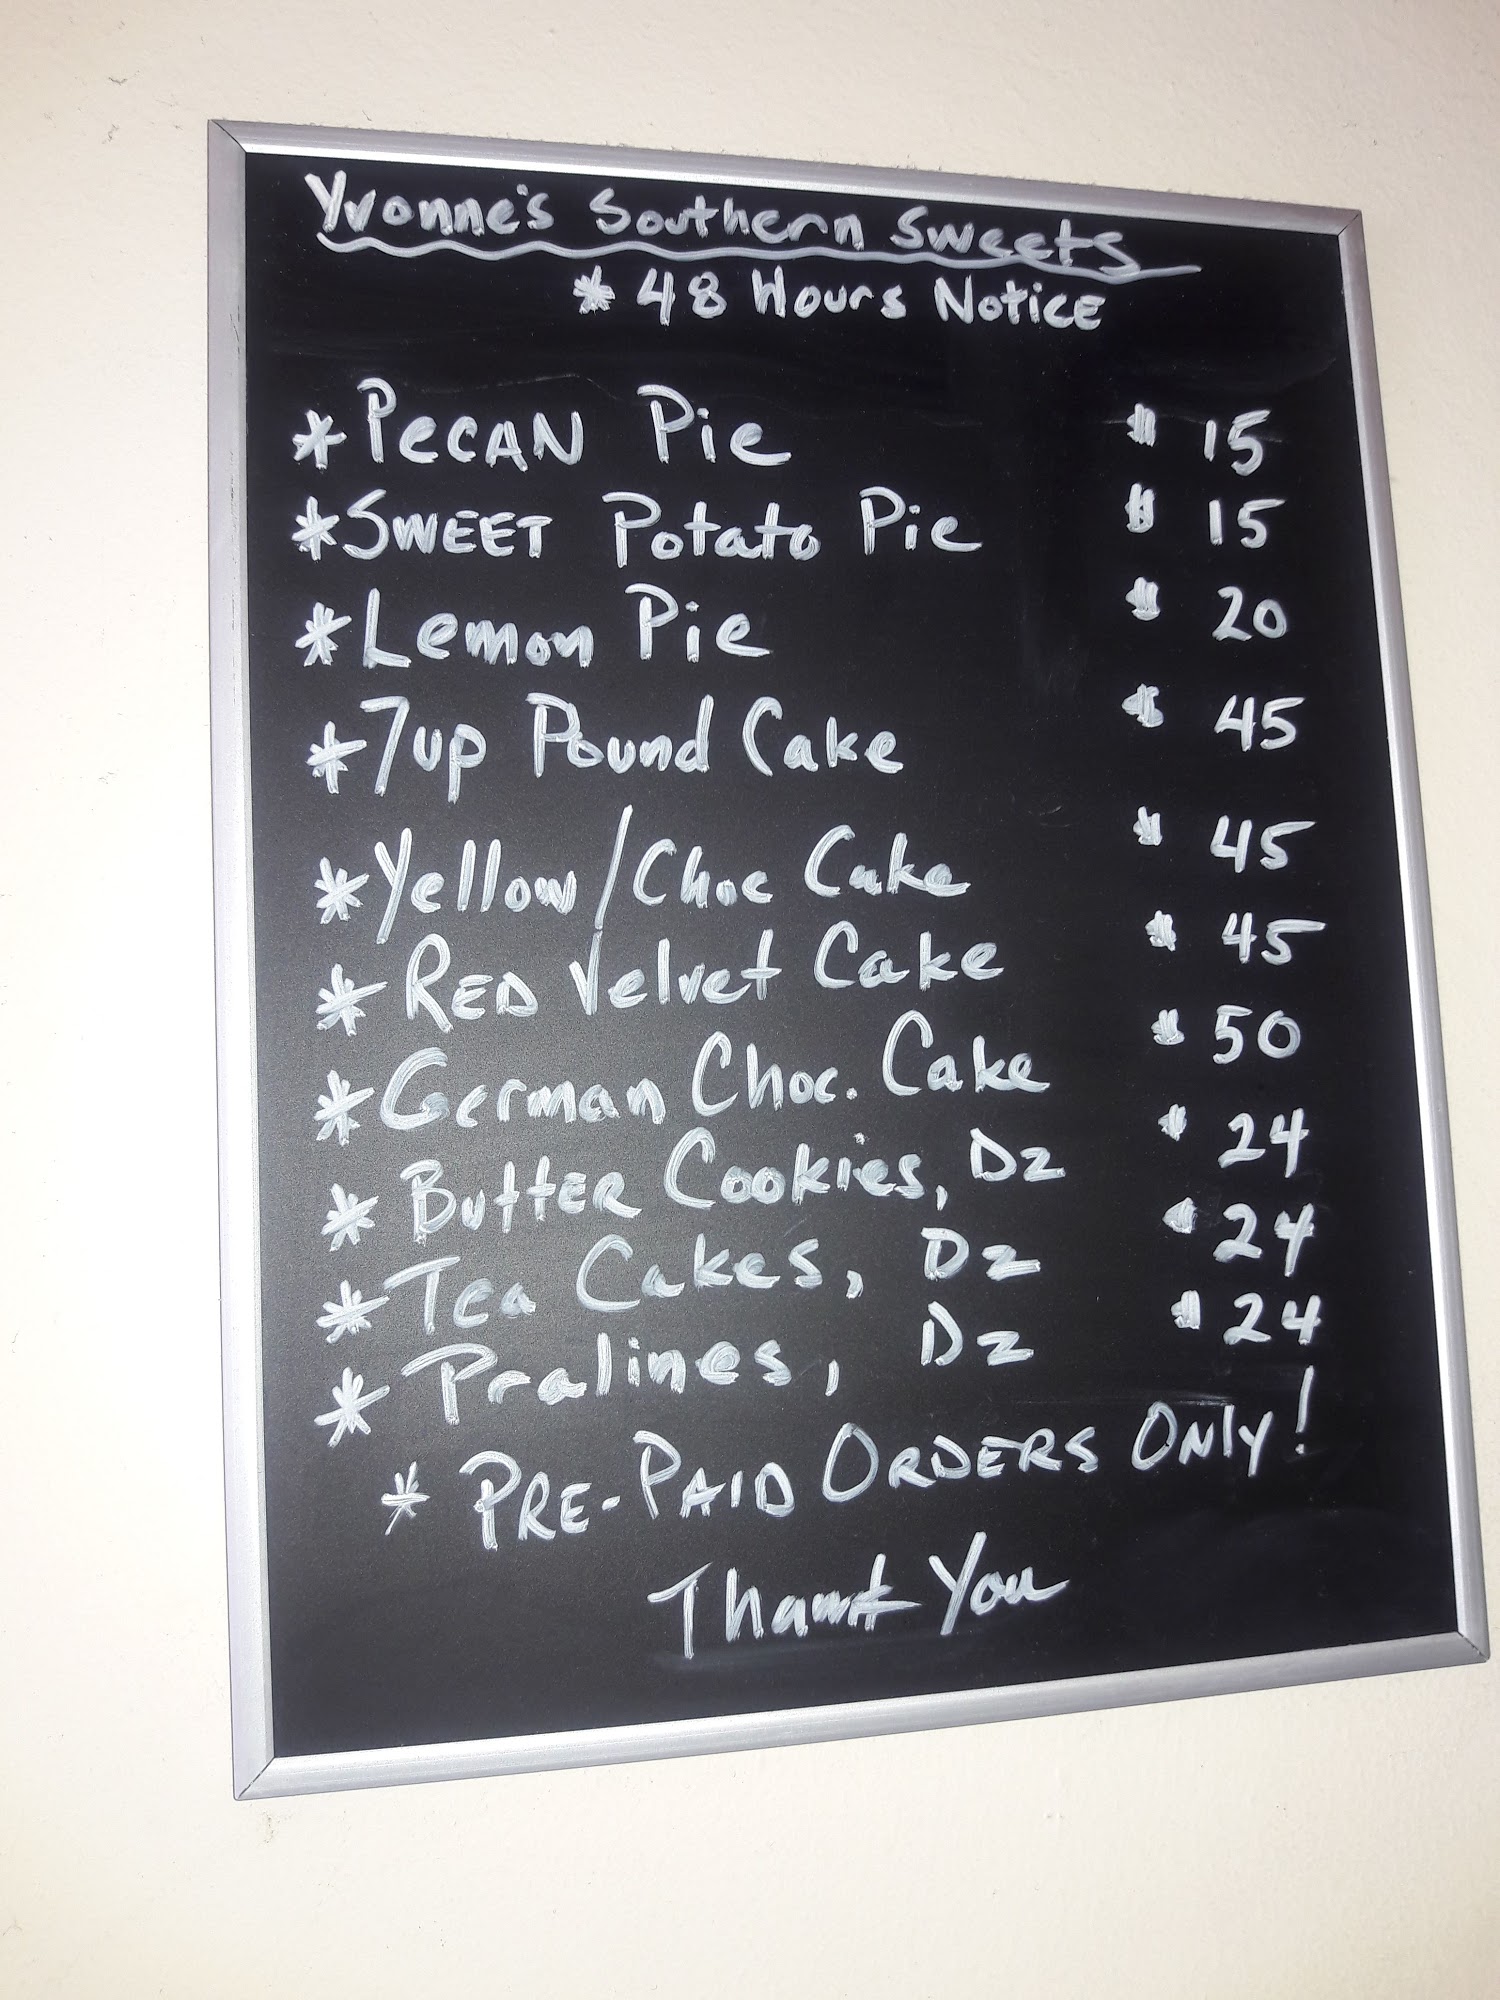 Yvonne's Southern Sweets
* 48 Hours Notice
* Pecan Pie $ 15
* Sweet Potato Pie $ 15
* Lemon Pie $ 20
* 7up Pound Cake $ 45
* Yellow/Choc Cake $ 45
* Red Velvet Cake $ 45
* German Choc. Cake $ 50
* Butter Cookies, Dz $ 24
* Tea Cakes, Dz $ 24
* Pralines, Dz $ 24
* PRE-PAID ORDERS ONLY!
Thank You